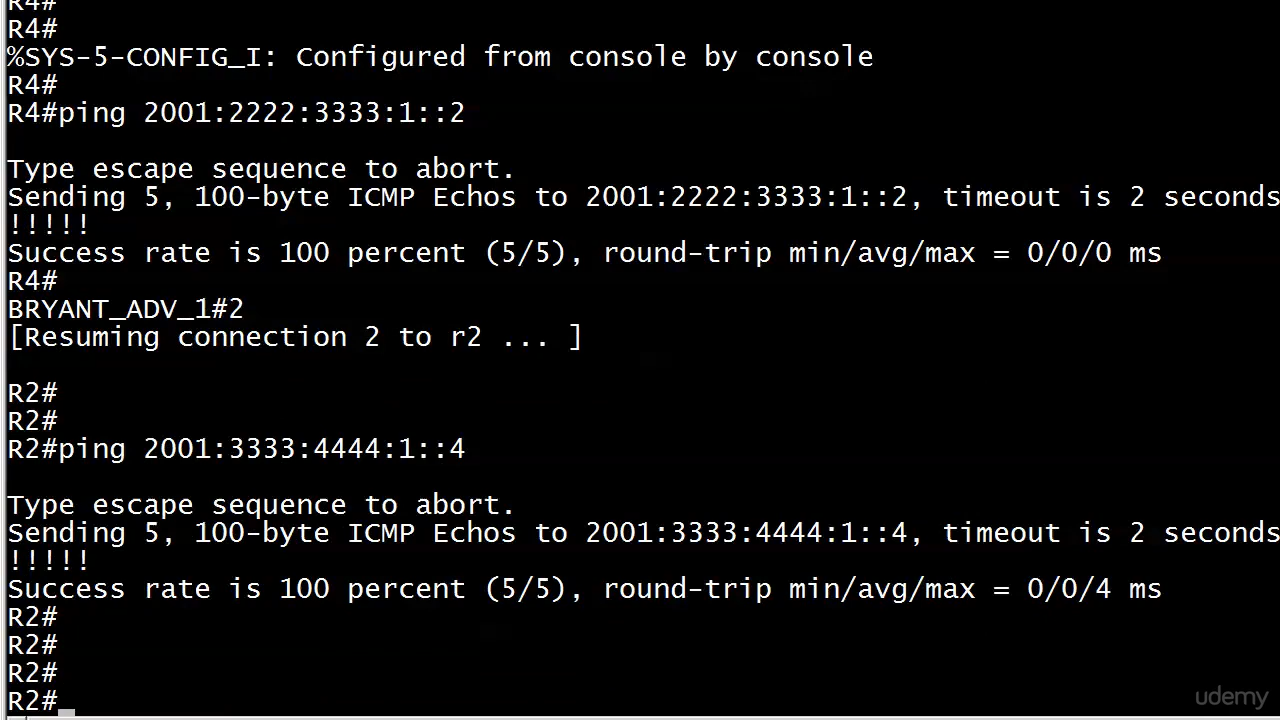 R4#
R4#
%SYS-5-CONFIG_I: Configured from console by console
R4#
R4#ping 2001:2222:3333:1::2
Type escape sequence to abort.
Sending 5, 100-byte ICMP Echos to 2001:2222:3333:1::2, timeout is 2 seconds
!!!!!
Success rate is 100 percent (5/5), round-trip min/avg/max = 0/0/0 ms
R4#
BRYANT_ADV_1#2
[Resuming connection 2 to r2 ... ]
R2#
R2#
R2#ping 2001:3333:4444:1::4
Type escape sequence to abort.
Sending 5, 100-byte ICMP Echos to 2001:3333:4444:1::4, timeout is 2 seconds
!!!!!
Success rate is 100 percent (5/5), round-trip min/avg/max = 0/0/4 ms
R2#
R2#
R2#
R2#
udemy